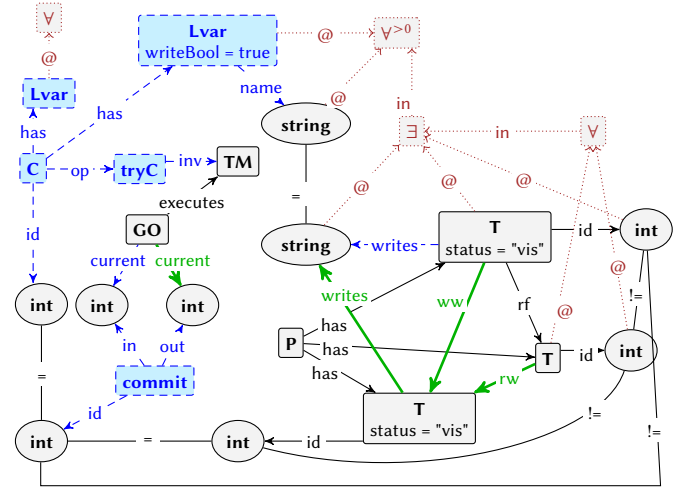 ∀
Lvar
writeBool = true
@
∀>0
@
Lvar
name
@
has
has
in
string
∃
in
∀
C
op
tryC
inv
TM
@
@
@
executes
=
id
GO
string
writes
T
status = "vis"
id
int
current
current
@
int
int
int
writes
ww
rf
@
!=
P
has
has
has
T
id
int
in
out
rw
=
commit
id
T
status = "vis"
!=
!=
int
=
int
id